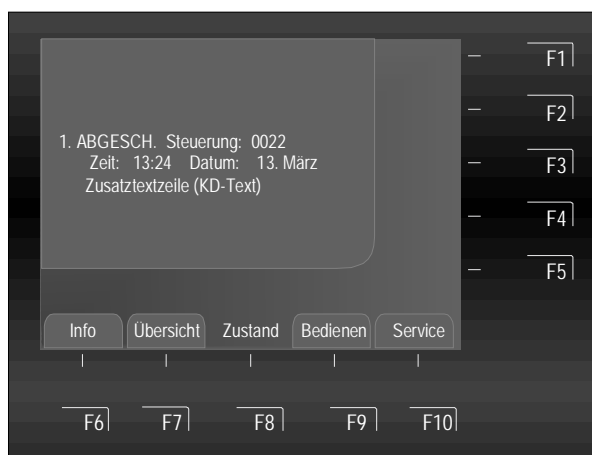 F1
F2
1. ABGESCH. Steuerung: 0022
Zeit: 13:24 Datum: 13. März
F3
Zusatztextzeile (KD-Text)
F4
F5
Info Übersicht Zustand Bedienen Service
F6 F7 F8 F9 F10